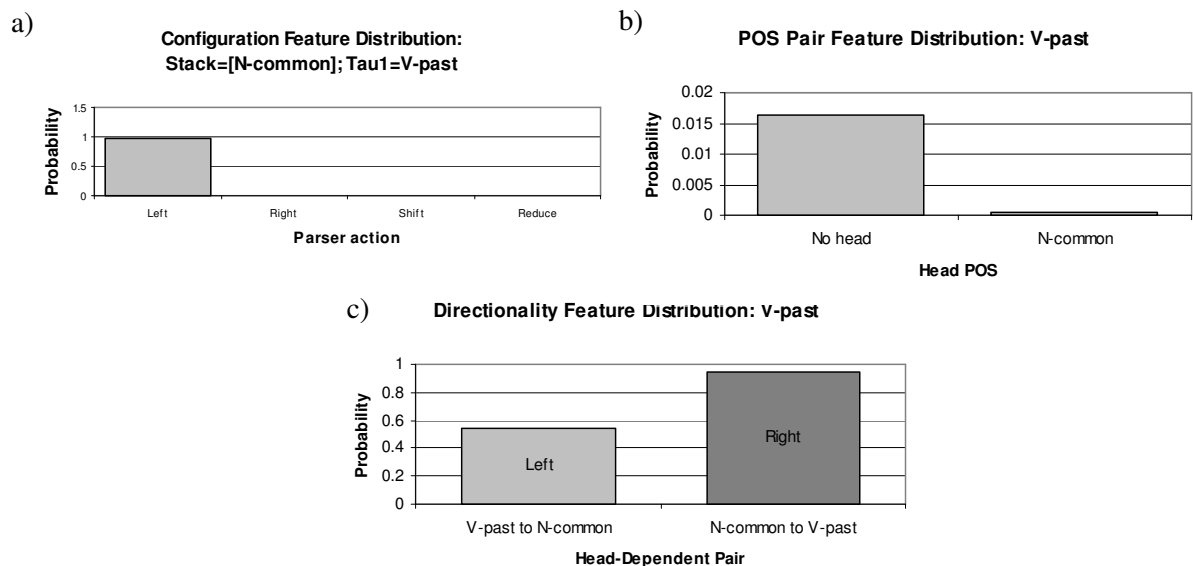 a)
Configuration Feature Distribution:
Stack=[N-common]; Tau1=V-past
1.5
1
0.5
0
Probability
Left Right Shift Reduce
Parser action
b)
POS Pair Feature Distribution: V-past
0.02
0.015
0.01
0.005
0
Probability
No head N-common
Head POS
c)
Directionality Feature Distribution: V-past
1
0.8
0.6
0.4
0.2
0
Probability
Left
Right
V-past to N-common N-common to V-past
Head-Dependent Pair